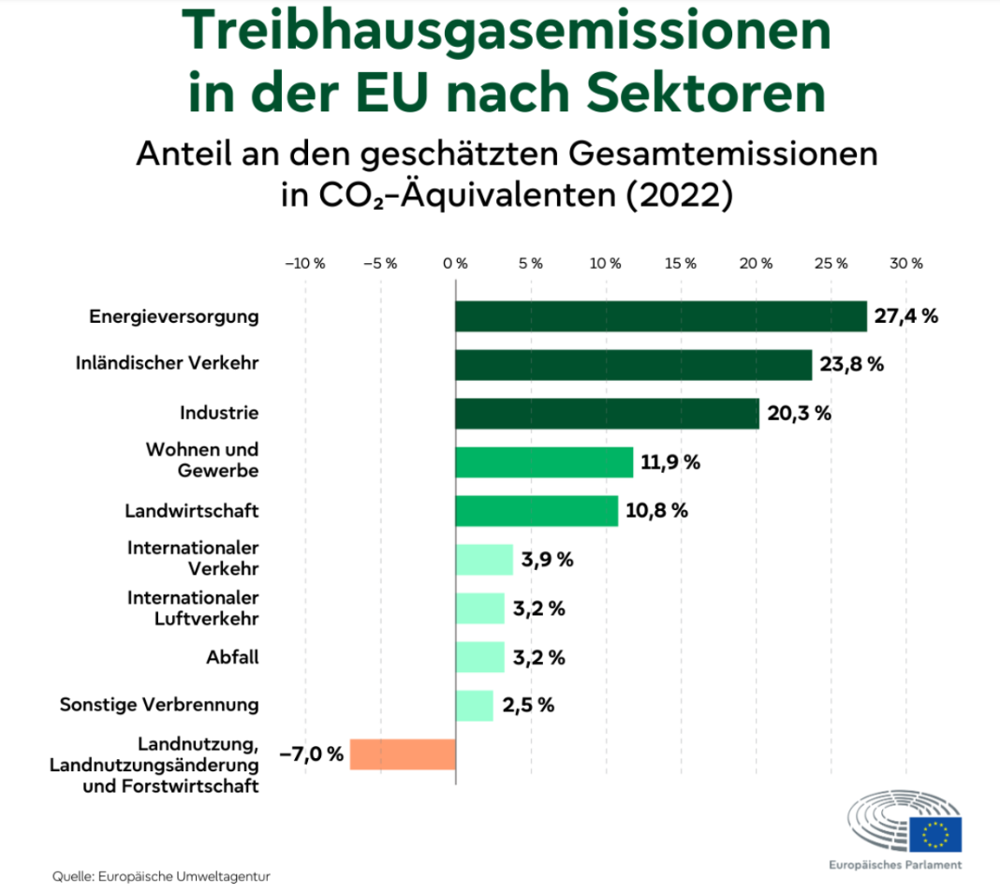 Treibhausgasemissionen
in der EU nach Sektoren
Anteil an den geschätzten Gesamtemissionen
in CO₂-Äquivalenten (2022)
−10 % −5 % 0 % 5 % 10 % 15 % 20 % 25 % 30 %
Energieversorgung 27,4 %
Inländischer Verkehr 23,8 %
Industrie 20,3 %
Wohnen und
Gewerbe 11,9 %
Landwirtschaft 10,8 %
Internationaler
Verkehr 3,9 %
Internationaler
Luftverkehr 3,2 %
Abfall 3,2 %
Sonstige Verbrennung 2,5 %
Landnutzung,
Landnutzungsänderung −7,0 %
und Forstwirtschaft
Europäisches Parlament
Quelle: Europäische Umweltagentur